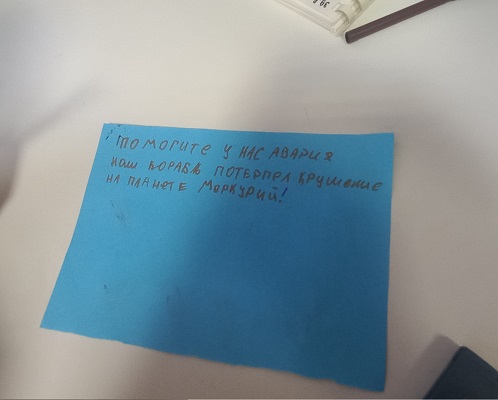 ПОМОГИТЕ У НАС АВАРИЯ
НАШ КОРАБЛЬ ПОТЕРПЕЛ КРУШЕНИЕ
НА ПЛАНЕТЕ МЕРКУРИЙ!